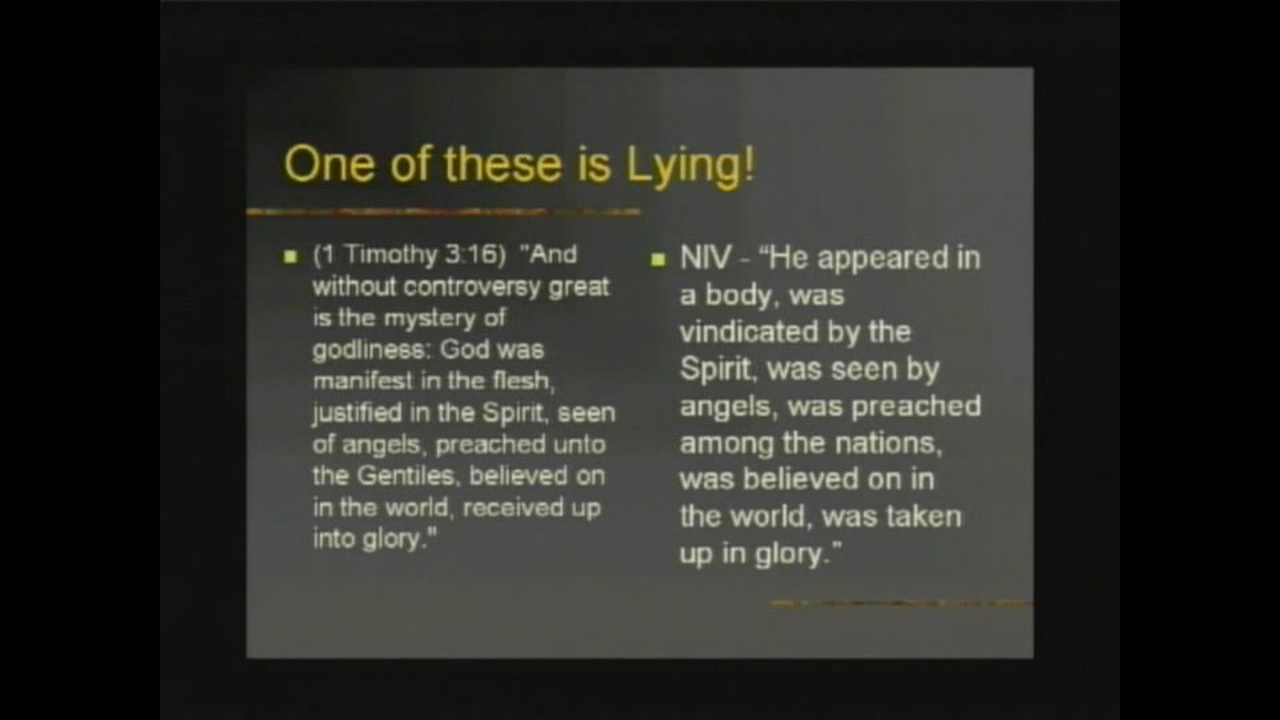 One of these is Lying!
(1 Timothy 3:16) "And
without controversy great
is the mystery of
godliness: God was
manifest in the flesh,
justified in the Spirit, seen
of angels, preached unto
the Gentiles, believed on
in the world, received up
into glory."
NIV - “He appeared in
a body, was
vindicated by the
Spirit, was seen by
angels, was preached
among the nations,
was believed on in
the world, was taken
up in glory.”